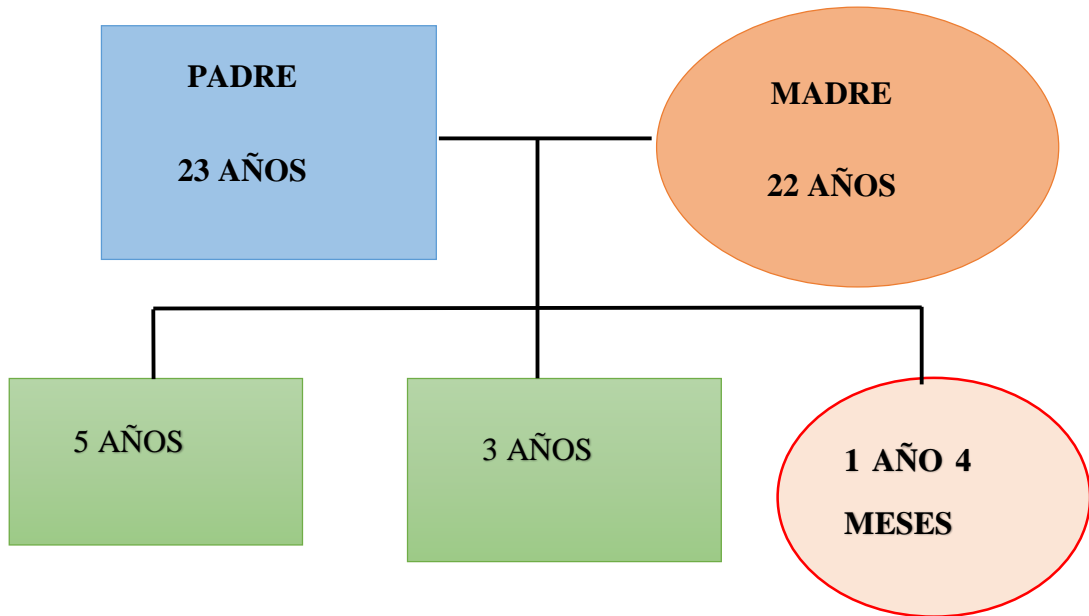 PADRE
23 AÑOS
MADRE
22 AÑOS
5 AÑOS
3 AÑOS
1 AÑO 4
MESES